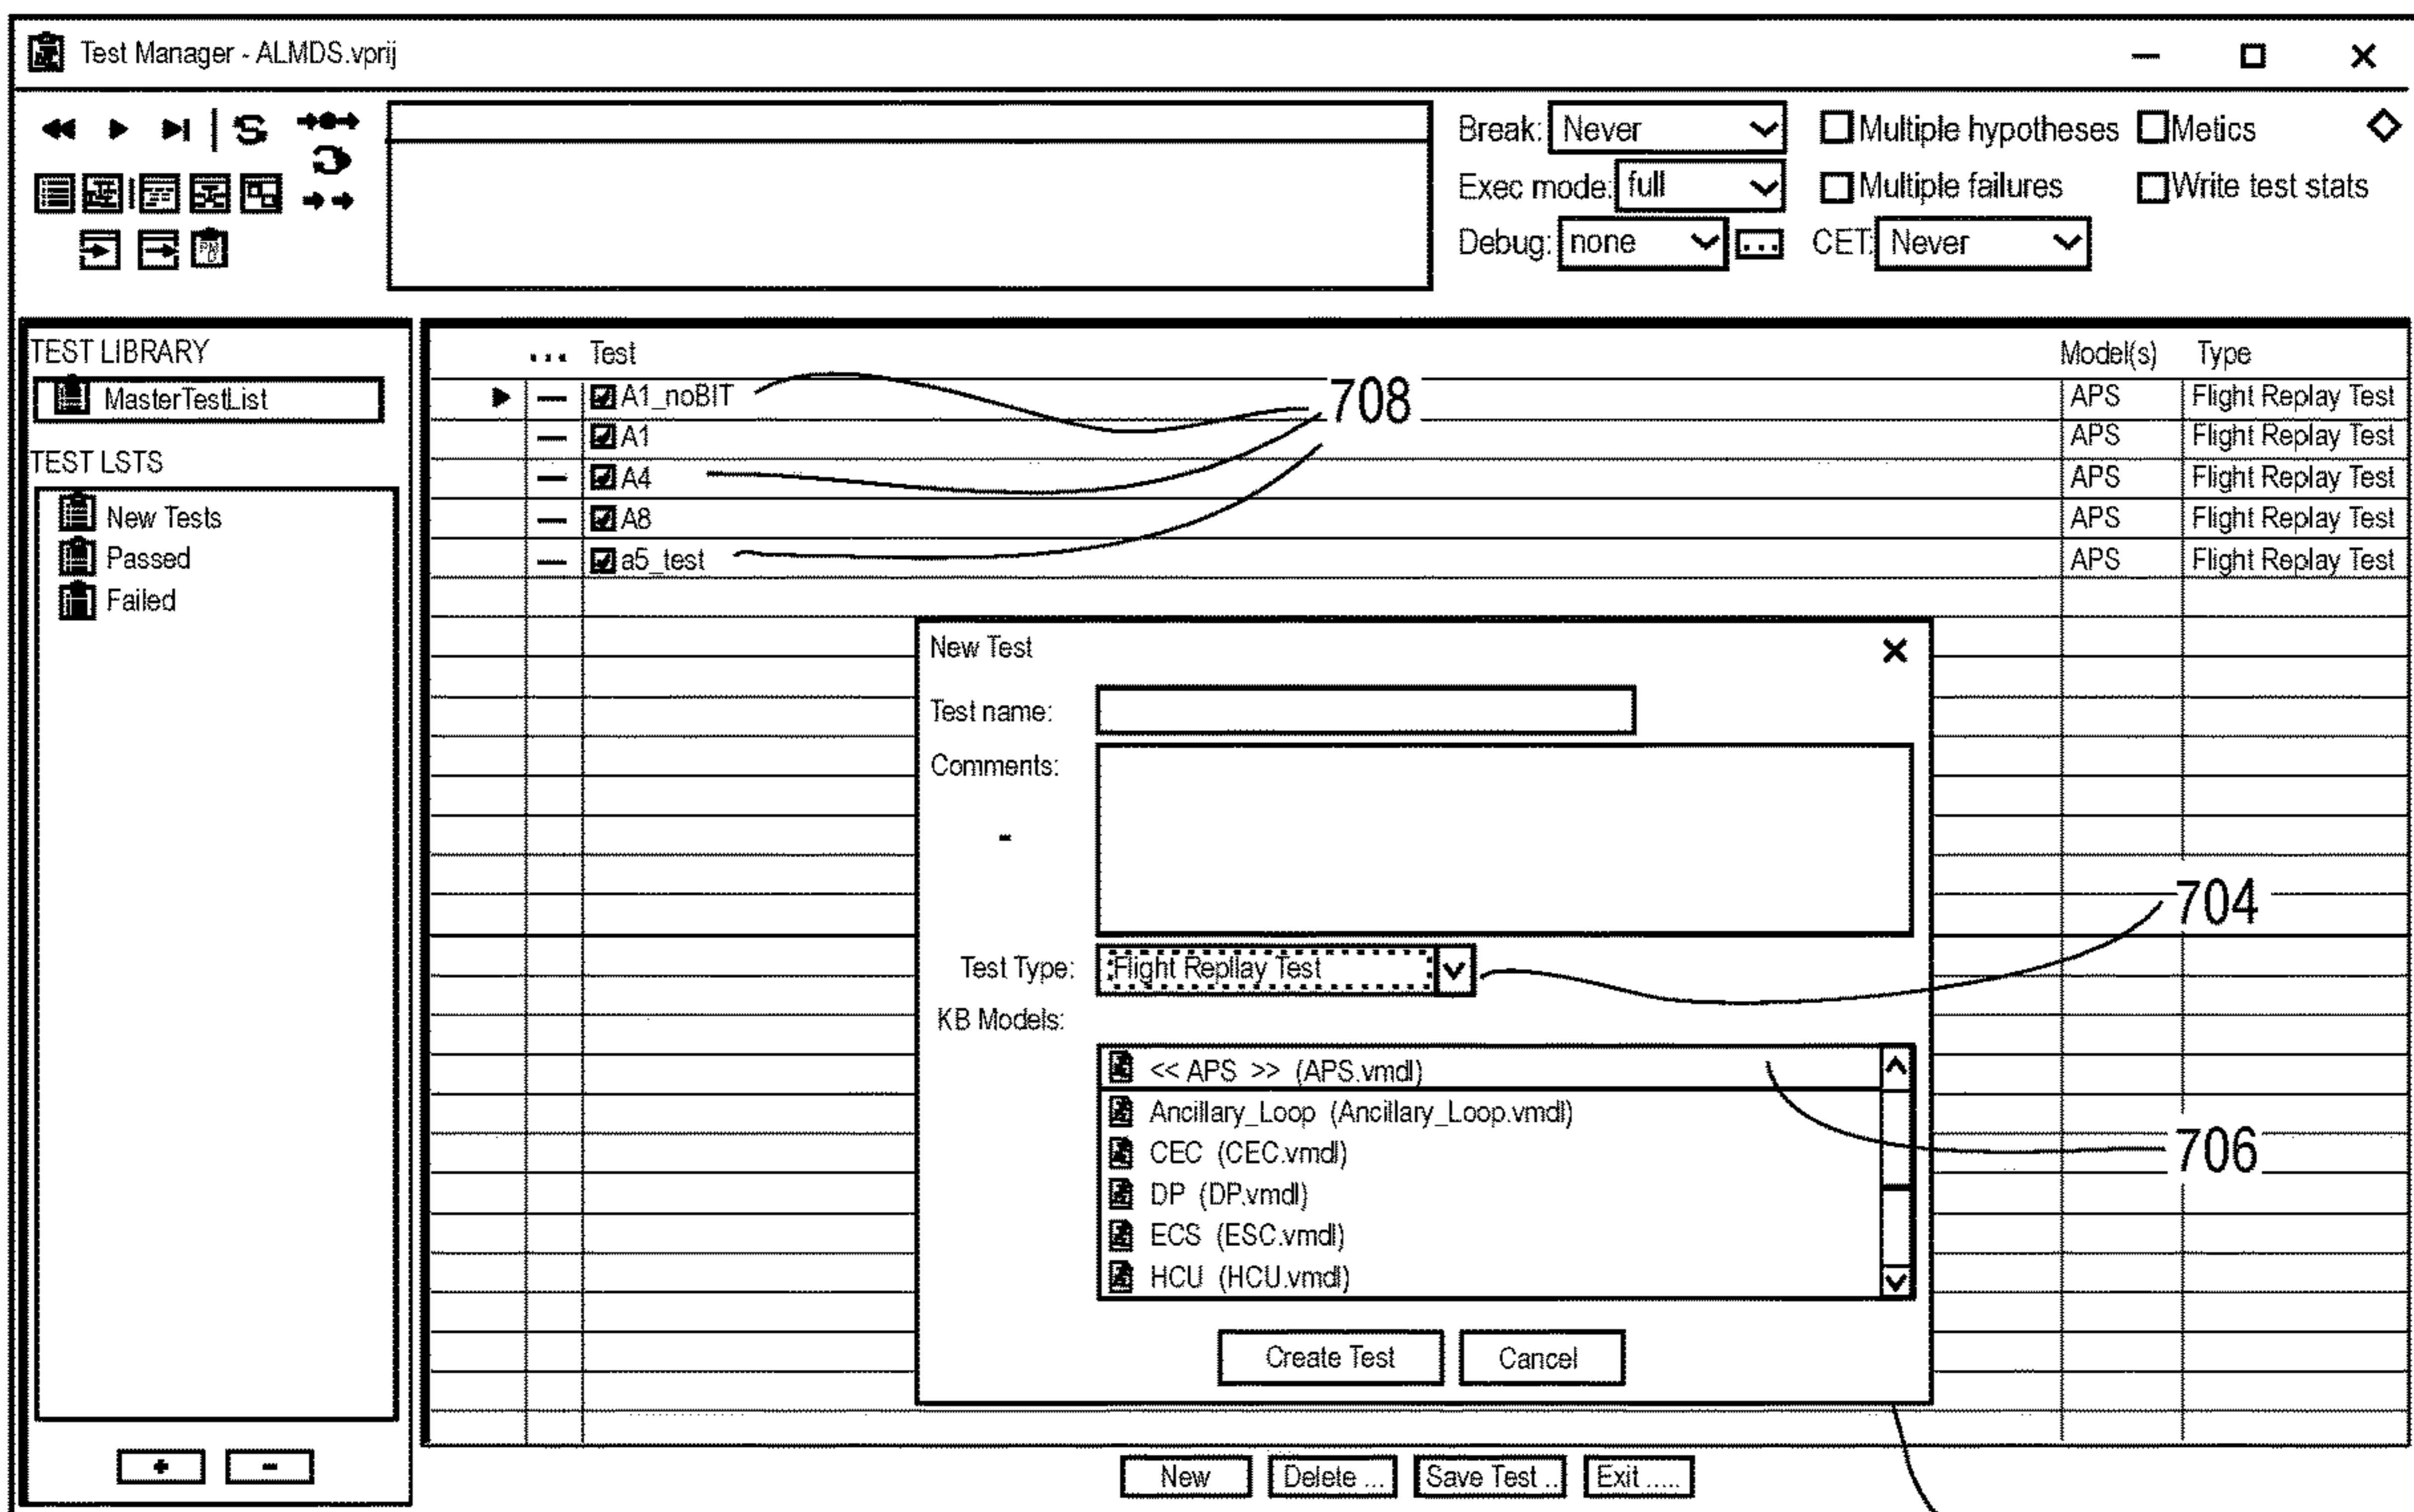 Test Manager - ALMDS.vprij
Break: Never
Multiple hypotheses
Metics
Exec mode: full
Multiple failures
Write test stats
Debug: none ...
CET: Never
TEST LIBRARY
MasterTestList
TEST LSTS
New Tests
Passed
Failed
+ -
... Test Model(s) Type
A1_noBIT APS Flight Replay Test
A1 APS Flight Replay Test
A4 APS Flight Replay Test
A8 APS Flight Replay Test
a5_test APS Flight Replay Test
708
New Test
Test name:
Comments:
-
Test Type: Flight Repllay Test
704
KB Models:
<< APS >> (APS.vmdl)
Ancillary_Loop (Ancillary_Loop.vmdl)
CEC (CEC.vmdl)
DP (DP.vmdl)
ECS (ESC.vmdl)
HCU (HCU.vmdl)
706
Create Test Cancel
New Delete ... Save Test .. Exit .....